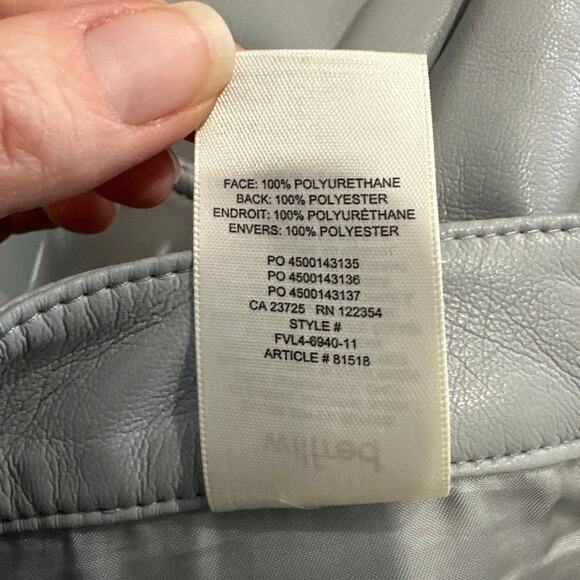 FACE: 100% POLYURETHANE
BACK: 100% POLYESTER
ENDROIT: 100% POLYURÉTHANE
ENVERS: 100% POLYESTER
PO 4500143135
PO 4500143136
PO 4500143137
CA 23725 RN 122354
STYLE #
FVL4-6940-11
ARTICLE # 81518
wilfred